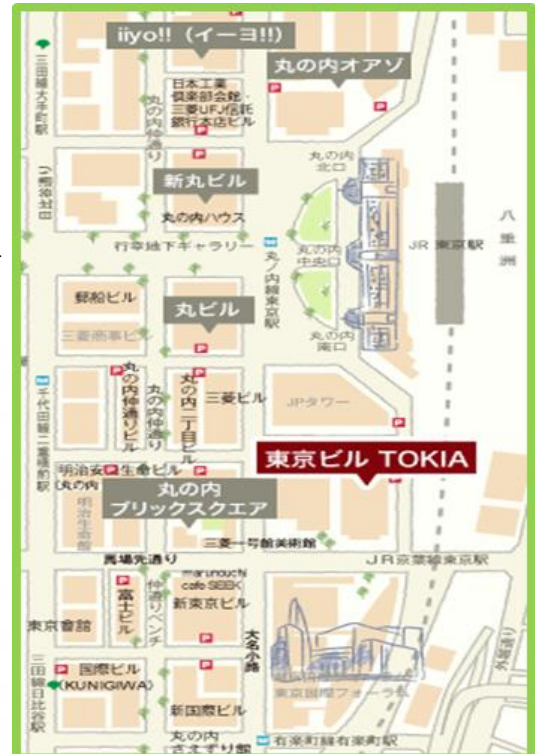 iiyo!!（イーヨ!!）
丸の内オアゾ
三田線大手町駅
丸の内仲通り
日本工業
倶楽部会館・
三菱UFJ信託
銀行本店ビル
日比谷通り
新丸ビル
丸の内ハウス
丸の内
北口
行幸地下ギャラリー
丸ノ内線東京駅
丸の内
中央口
JR 東京駅
八重洲
郵船ビル
三菱商事ビル
丸ビル
丸の内
南口
千代田線二重橋前駅
丸の内仲通りビル
丸の内仲通り
丸の内二丁目ビル
三菱ビル
JPタワー
東京ビル TOKIA
明治安田生命ビル
明治生命館
丸の内
ブリックスクエア
三菱一号館美術館
馬場先通り
JR京葉線東京駅
marunouchi
cafe SEEK
富士ビル
仲通りベンチ
新東京ビル
東京會舘
大名小路
外堀通り
三田線日比谷駅
国際ビル
(KUNIGIWA)
東京国際フォーラム
新国際ビル
丸の内
さえずり館
有楽町線有楽町駅